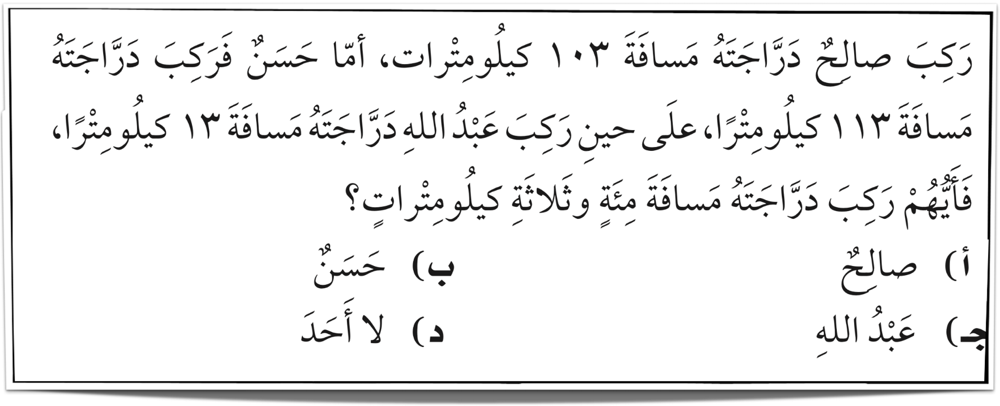 رَكِبَ صالِحٌ دَرَّاجَتَهُ مَسافَةَ ١٠٣ كيلُومِتْرات، أمّا حَسَنٌ فَرَكِبَ دَرَّاجَتَهُ
مَسافَةَ ١١٣ كيلُومِتْرًا، علَى حينِ رَكِبَ عَبْدُ اللهِ دَرَّاجَتَهُ مَسافَةَ ١٣ كيلُومِتْرًا،
فَأَيُّهُمْ رَكِبَ دَرَّاجَتَهُ مَسافَةَ مِئَةٍ وثَلاثَةِ كيلُومِتْراتٍ؟
أ) صالِحٌ ب) حَسَنٌ
جـ) عَبْدُ اللهِ د) لا أَحَدَ